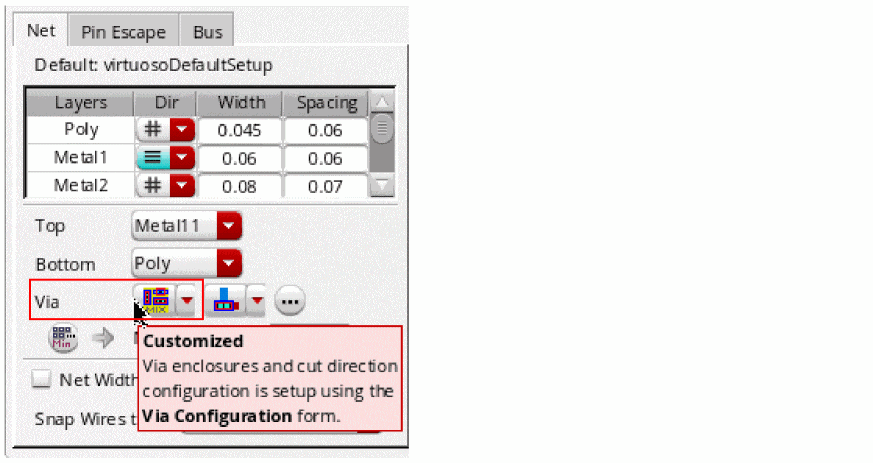 Net Pin Escape Bus
Default: virtuosoDefaultSetup
Layers Dir Width Spacing
Poly # 0.045 0.06
Metal1 0.06 0.06
Metal2 # 0.08 0.07
Top Metal11
Bottom Poly
Via MIX ...
Min
Customized
Via enclosures and cut direction
configuration is setup using the
Via Configuration form.
Net Width
Snap Wires t